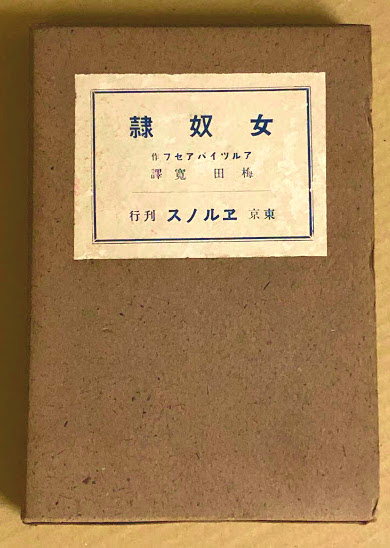 女奴隷
アルツイバアセフ作
梅田寛譯
東京ヱルノス刊行